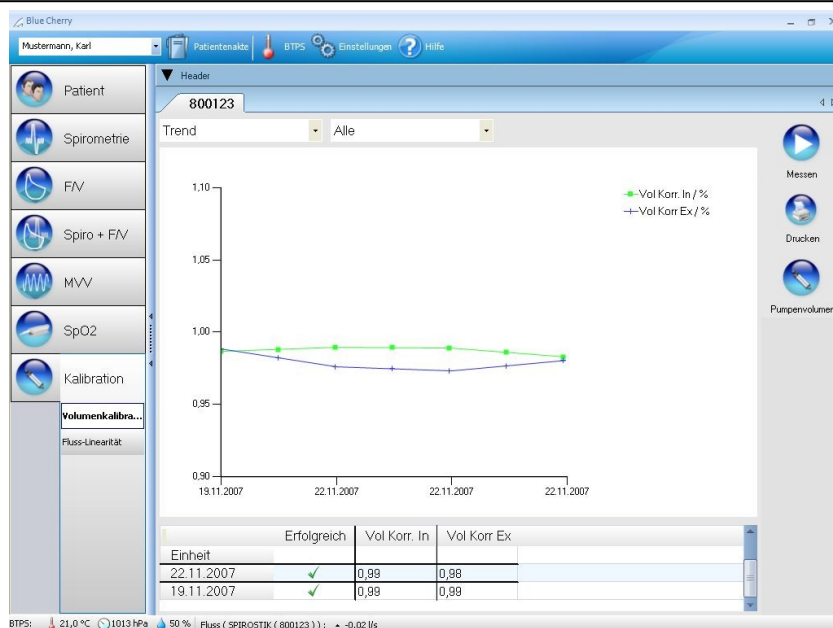 Blue Cherry
Mustermann, Karl Patientenakte BTPS Einstellungen Hilfe
Header
800123
Trend Alle
Patient
Spirometrie
F/V
Spiro + F/V
MVV
SpO2
Kalibration
Volumenkalibra...
Fluss-Linearität
1,10
1,05
1,00
0,95
0,90
19.11.2007 22.11.2007 22.11.2007 22.11.2007
Vol Korr. In / %
Vol Korr Ex / %
Messen
Drucken
Pumpenvolumen
Erfolgreich Vol Korr. In Vol Korr Ex
Einheit
22.11.2007 0,99 0,98
19.11.2007 0,99 0,99
BTPS: 21,0 °C 1013 hPa 50 % Fluss ( SPIROSTIK ( 800123 ) ) : -0,02 l/s